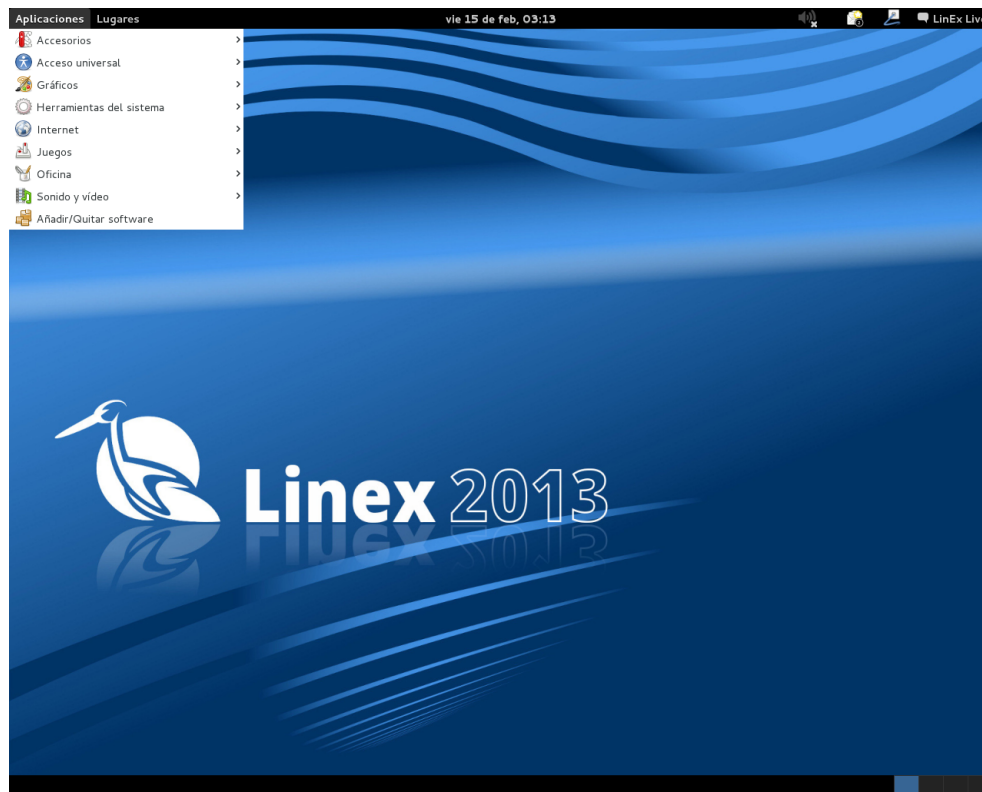 Aplicaciones Lugares vie 15 de feb, 03:13 LinEx Live
Accesorios
Acceso universal
Gráficos
Herramientas del sistema
Internet
Juegos
Oficina
Sonido y vídeo
Añadir/Quitar software
Linex 2013